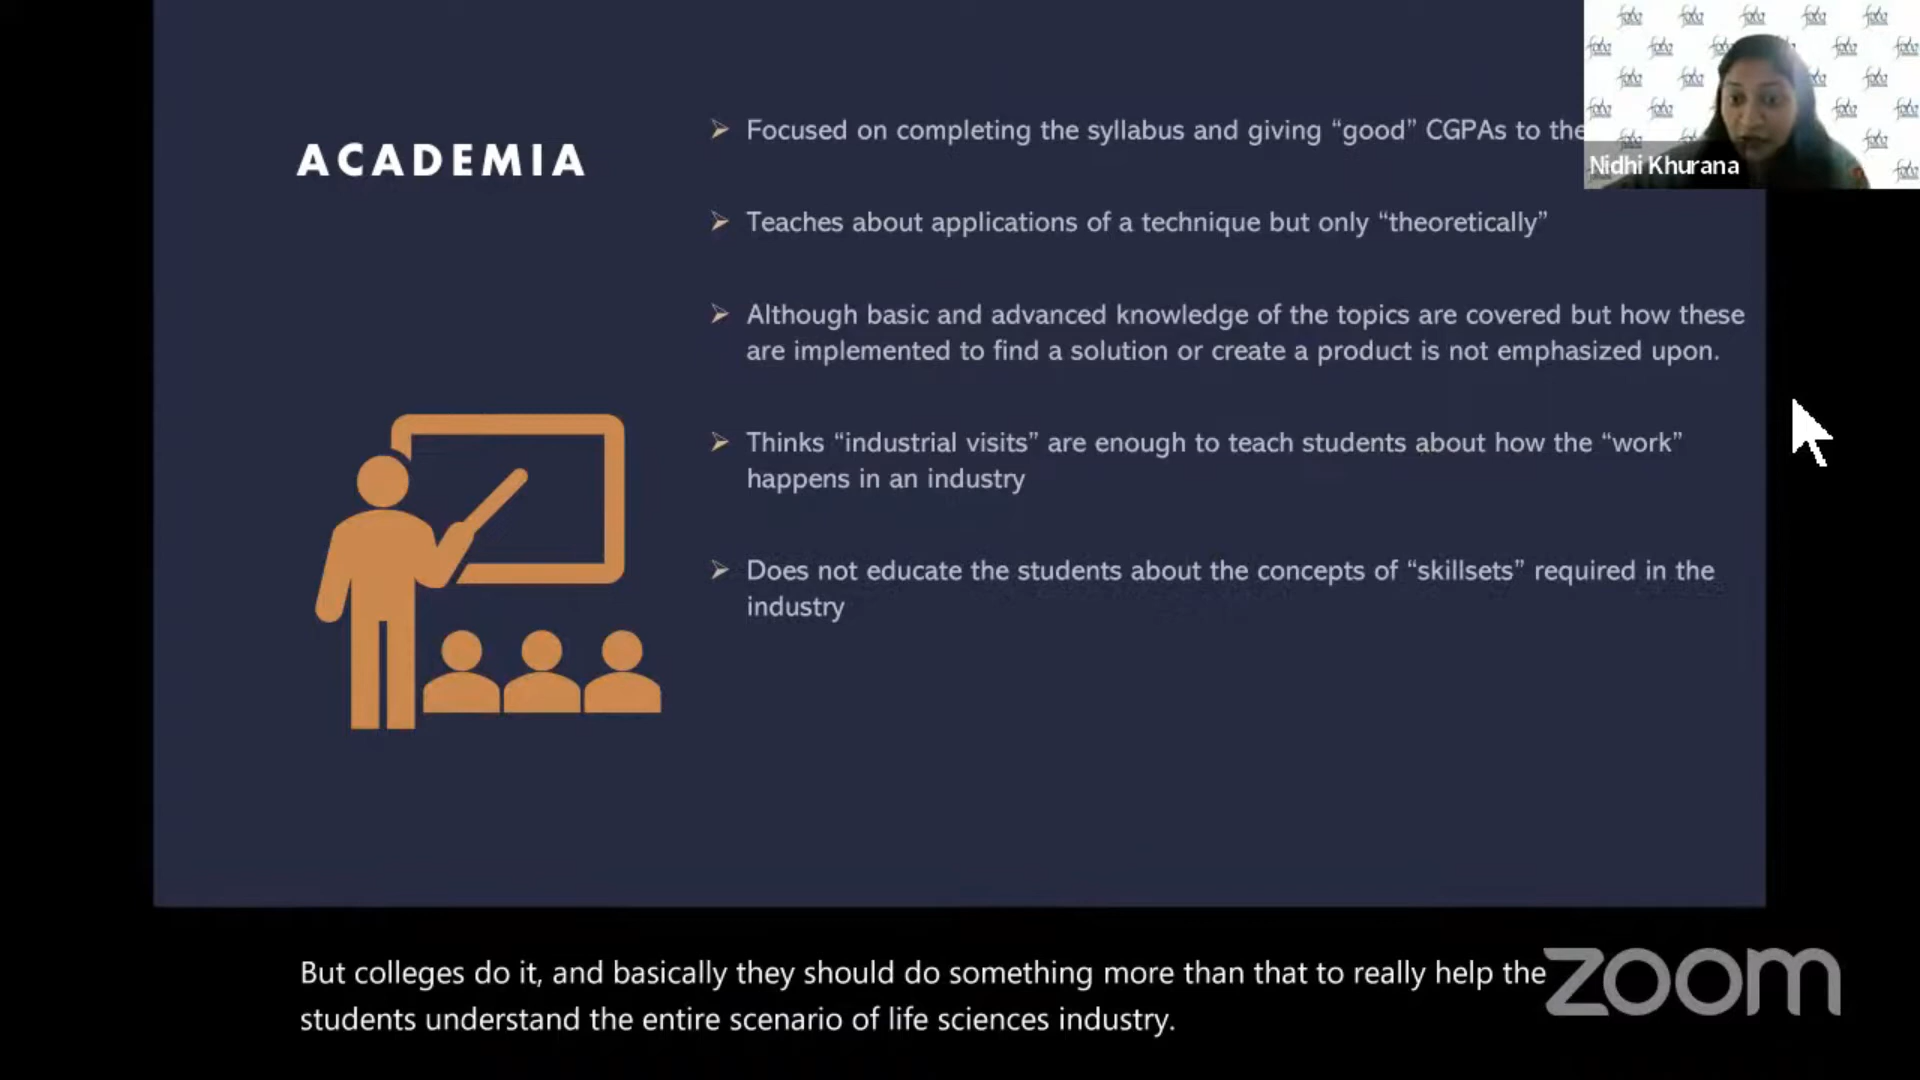 ACADEMIA
➢ Focused on completing the syllabus and giving “good” CGPAs to the
➢ Teaches about applications of a technique but only “theoretically”
➢ Although basic and advanced knowledge of the topics are covered but how these
are implemented to find a solution or create a product is not emphasized upon.
➢ Thinks “industrial visits” are enough to teach students about how the “work”
happens in an industry
➢ Does not educate the students about the concepts of “skillsets” required in the
industry
Nidhi Khurana
But colleges do it, and basically they should do something more than that to really help the
students understand the entire scenario of life sciences industry.
zoom